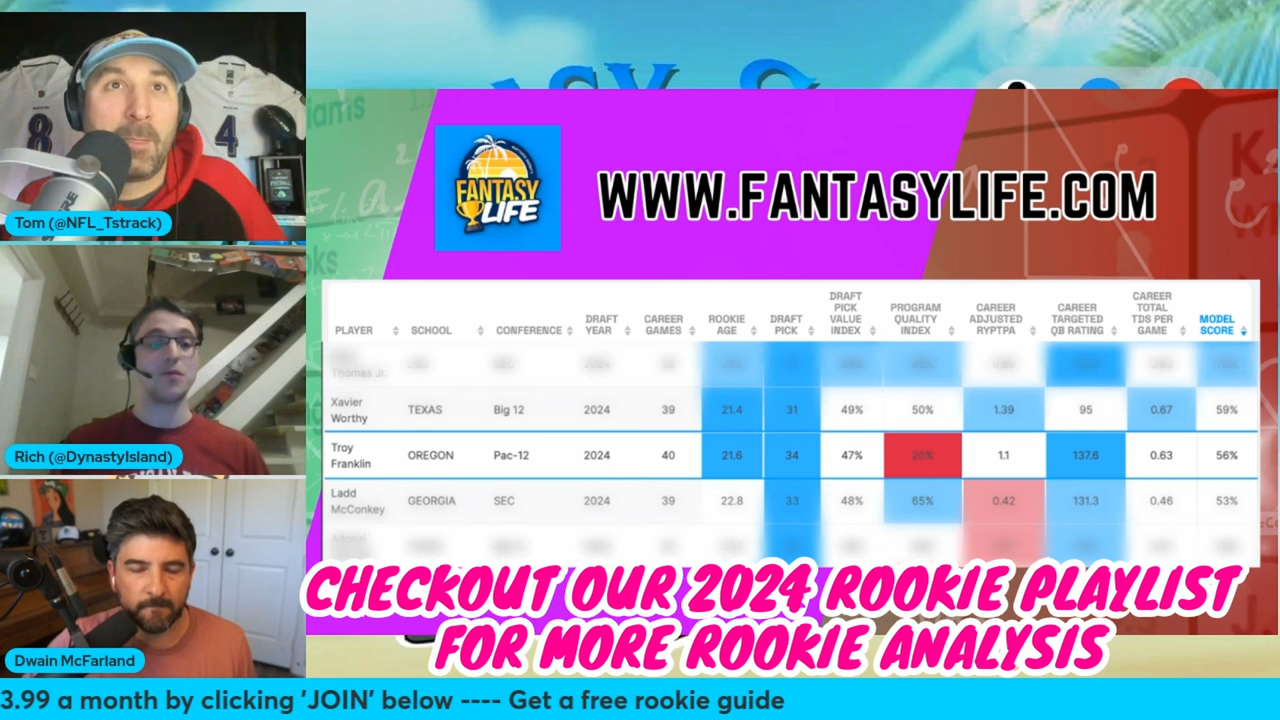 8
4
Tom (@NFL_Tstrack)
Rich (@DynastyIsland)
Dwain McFarland
FANTASY
LIFE
WWW.FANTASYLIFE.COM
PLAYER SCHOOL CONFERENCE DRAFT YEAR CAREER GAMES ROOKIE AGE DRAFT PICK DRAFT PICK VALUE INDEX PROGRAM QUALITY INDEX CAREER ADJUSTED RYPTPA CAREER TARGETED QB RATING CAREER TOTAL TDS PER GAME MODEL SCORE
Thomas Jr.
Xavier Worthy TEXAS Big 12 2024 39 21.4 31 49% 50% 1.39 95 0.67 59%
Troy Franklin OREGON Pac-12 2024 40 21.6 34 47% 20% 1.1 137.6 0.63 56%
Ladd McConkey GEORGIA SEC 2024 39 22.8 33 48% 65% 0.42 131.3 0.46 53%
CHECKOUT OUR 2024 ROOKIE PLAYLIST
FOR MORE ROOKIE ANALYSIS
3.99 a month by clicking 'JOIN' below ---- Get a free rookie guide